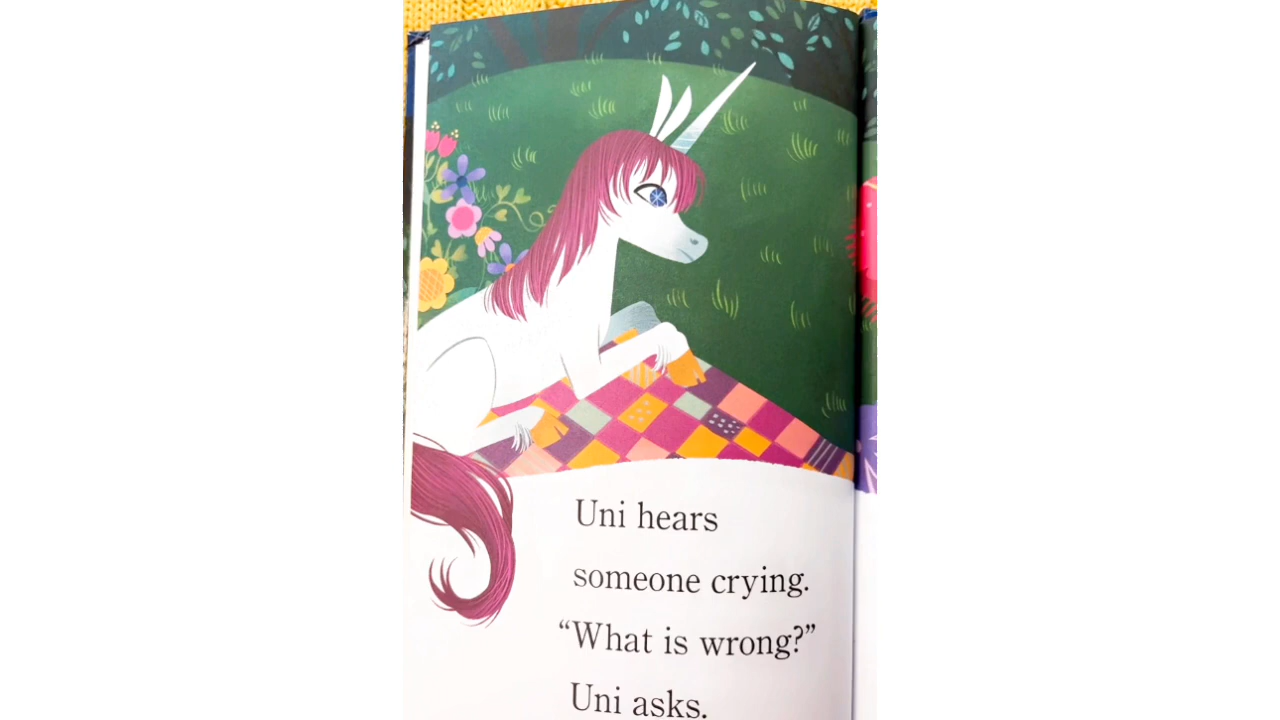 Uni hears
someone crying.
“What is wrong?”
Uni asks.